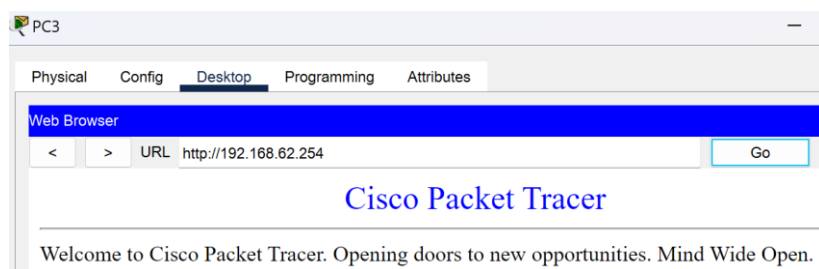 PC3
Physical Config Desktop Programming Attributes
Web Browser
< > URL http://192.168.62.254 Go
Cisco Packet Tracer
Welcome to Cisco Packet Tracer. Opening doors to new opportunities. Mind Wide Open.